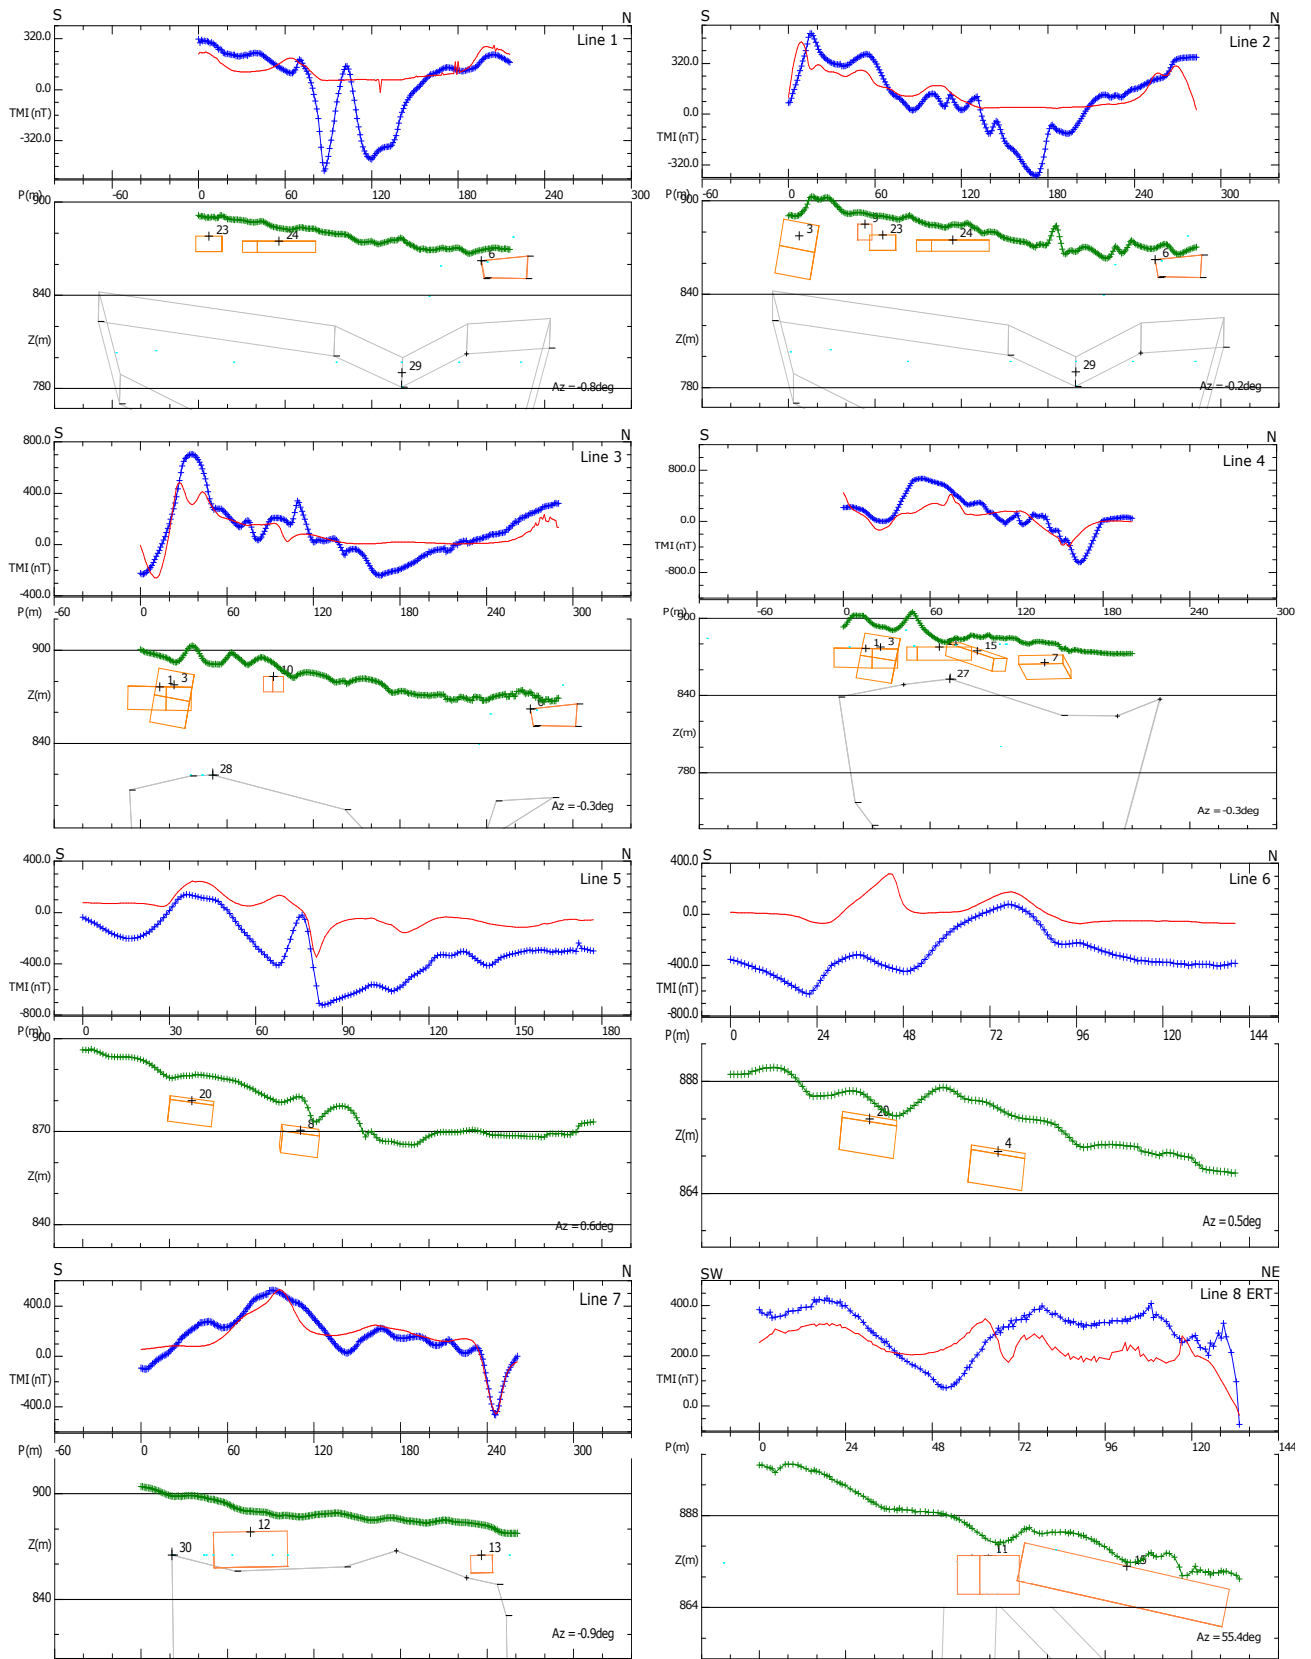 S N S N
Line 1 Line 2
320.0 320.0
0.0 0.0
TMI(nT) TMI(nT)
-320.0 -320.0
P(m) -60 0 60 120 180 240 300 P(m) -60 0 60 120 180 240 300
900 23 24 6 900 3 9 23 24 6
840 840
Z(m) 29 Z(m) 29
780 Az = -0.8deg 780 Az = -0.2deg
S N S N
Line 3 Line 4
800.0 800.0
400.0 0.0
0.0 TMI(nT)
TMI(nT) -800.0
-400.0
P(m) -60 0 60 120 180 240 300 P(m) -60 0 60 120 180 240 300
900 1 3 10 6 900 1 3 15 7
Z(m) 840 27
840 Z(m)
28 780
Az = -0.3deg Az = -0.3deg
S N S N
Line 5 Line 6
400.0 400.0
0.0 0.0
-400.0 -400.0
TMI(nT) TMI(nT)
-800.0 -800.0
P(m) 0 30 60 90 120 150 180 P(m) 0 24 48 72 96 120 144
900 20 888 20
870 8 Z(m) 4
Z(m) 864
840 Az = 0.6deg Az = 0.5deg
S N SW NE
Line 7 Line 8 ERT
400.0 400.0
0.0 200.0
TMI(nT) TMI(nT)
-400.0 0.0
P(m) -60 0 60 120 180 240 300 P(m) 0 24 48 72 96 120 144
900 12 888
Z(m) 30 13 Z(m) 11
840 864
Az = -0.9deg Az = 55.4deg